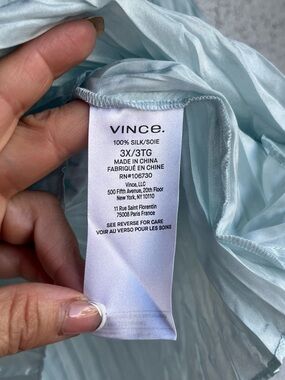 VINCE.
100% SILK/SOIE
3X/3TG
MADE IN CHINA
FABRIQUÉ EN CHINE
RN#106730
Vince, LLC
500 Fifth Avenue, 20th Floor
New York, NY 10110
11 Rue Saint Florentin
75008 Paris France
SEE REVERSE FOR CARE
VOIR AU VERSO POUR LES SOINS